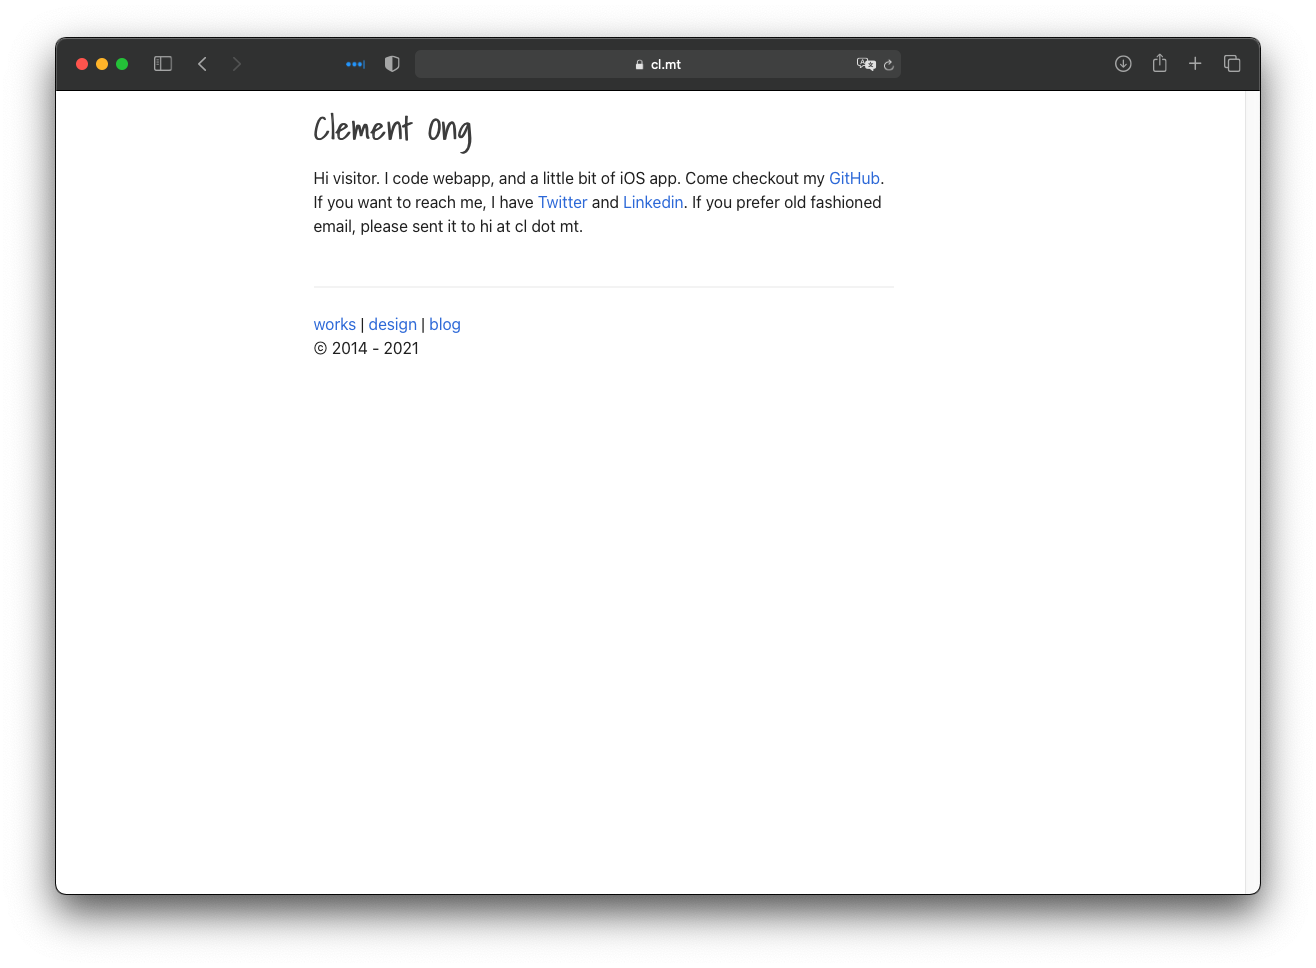 cl.mt
Clement Ong
Hi visitor. I code webapp, and a little bit of iOS app. Come checkout my GitHub.
If you want to reach me, I have Twitter and Linkedin. If you prefer old fashioned
email, please sent it to hi at cl dot mt.
works | design | blog
© 2014 - 2021